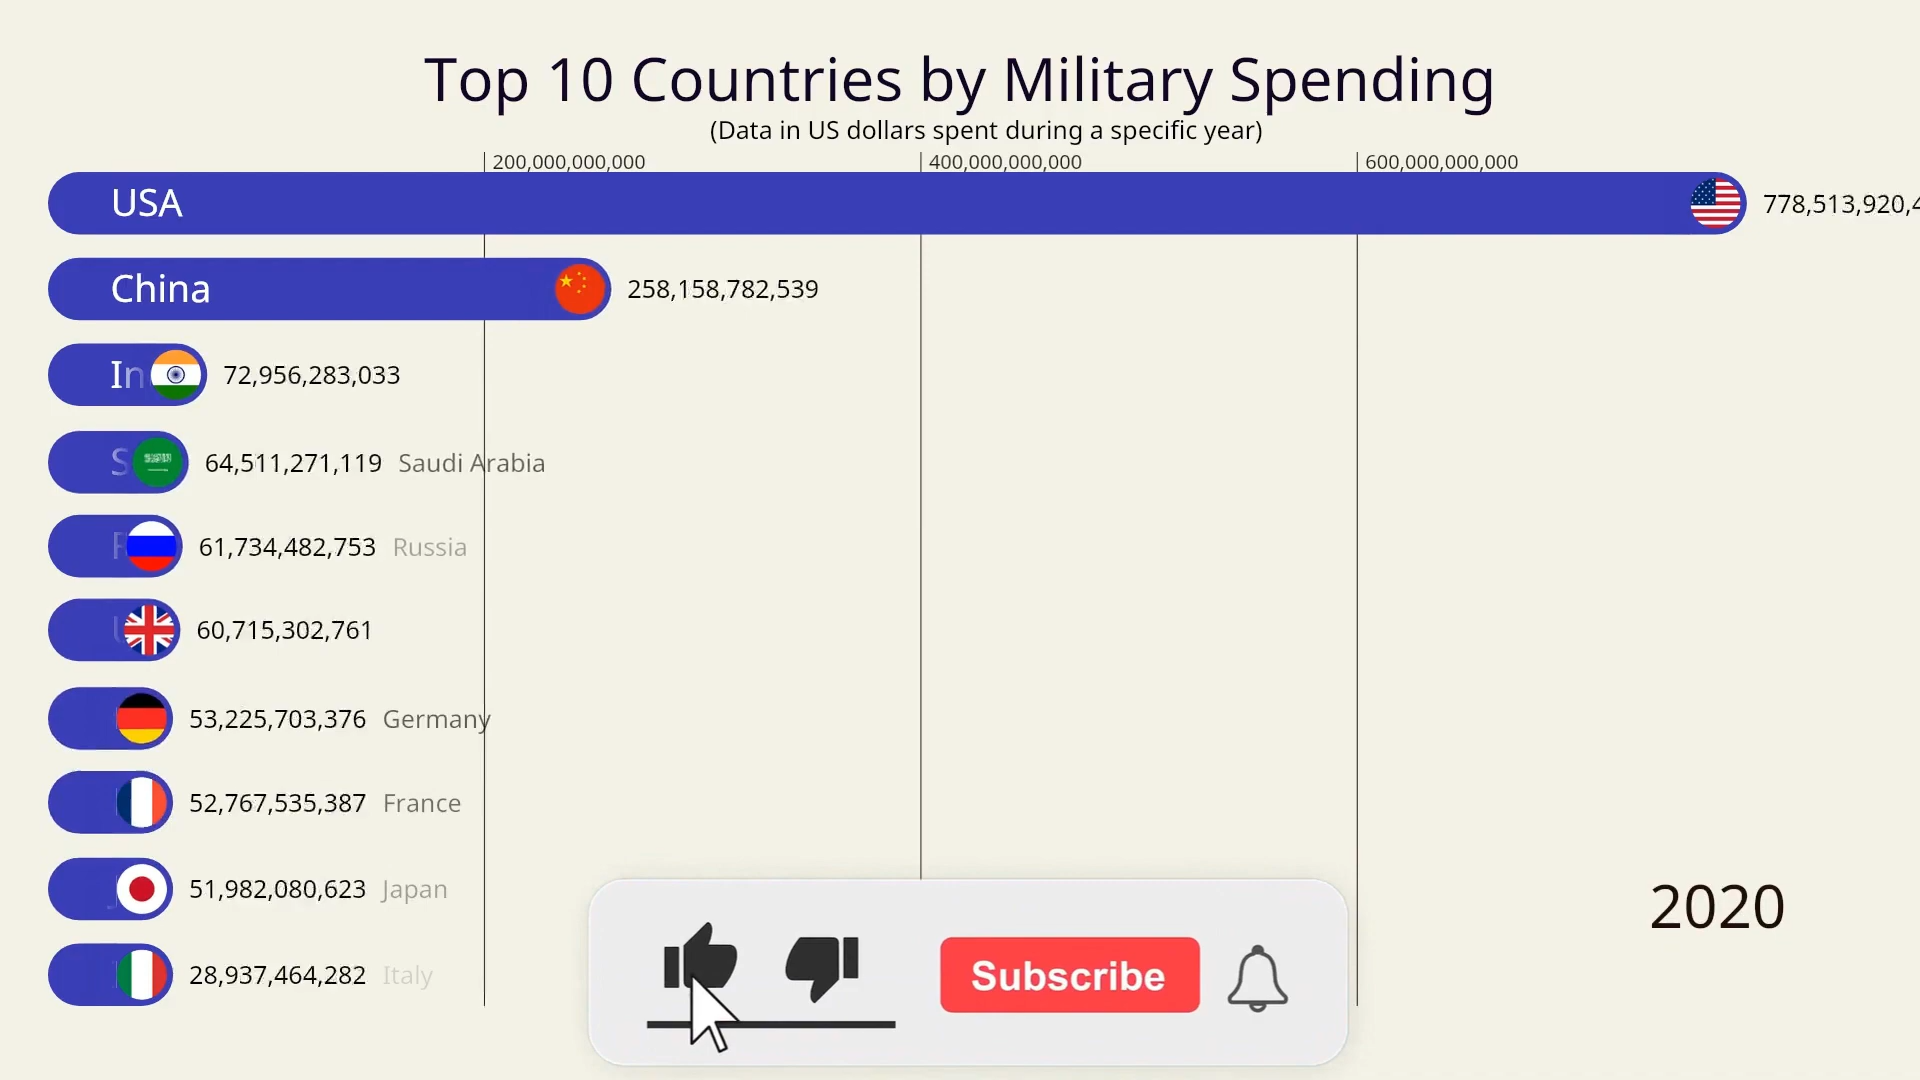 Top 10 Countries by Military Spending
(Data in US dollars spent during a specific year)
200,000,000,000 400,000,000,000 600,000,000,000
USA 778,513,920,4
China 258,158,782,539
In 72,956,283,033
S 64,511,271,119 Saudi Arabia
R 61,734,482,753 Russia
60,715,302,761
53,225,703,376 Germany
52,767,535,387 France
J 51,982,080,623 Japan
2020
28,937,464,282 Italy
Subscribe